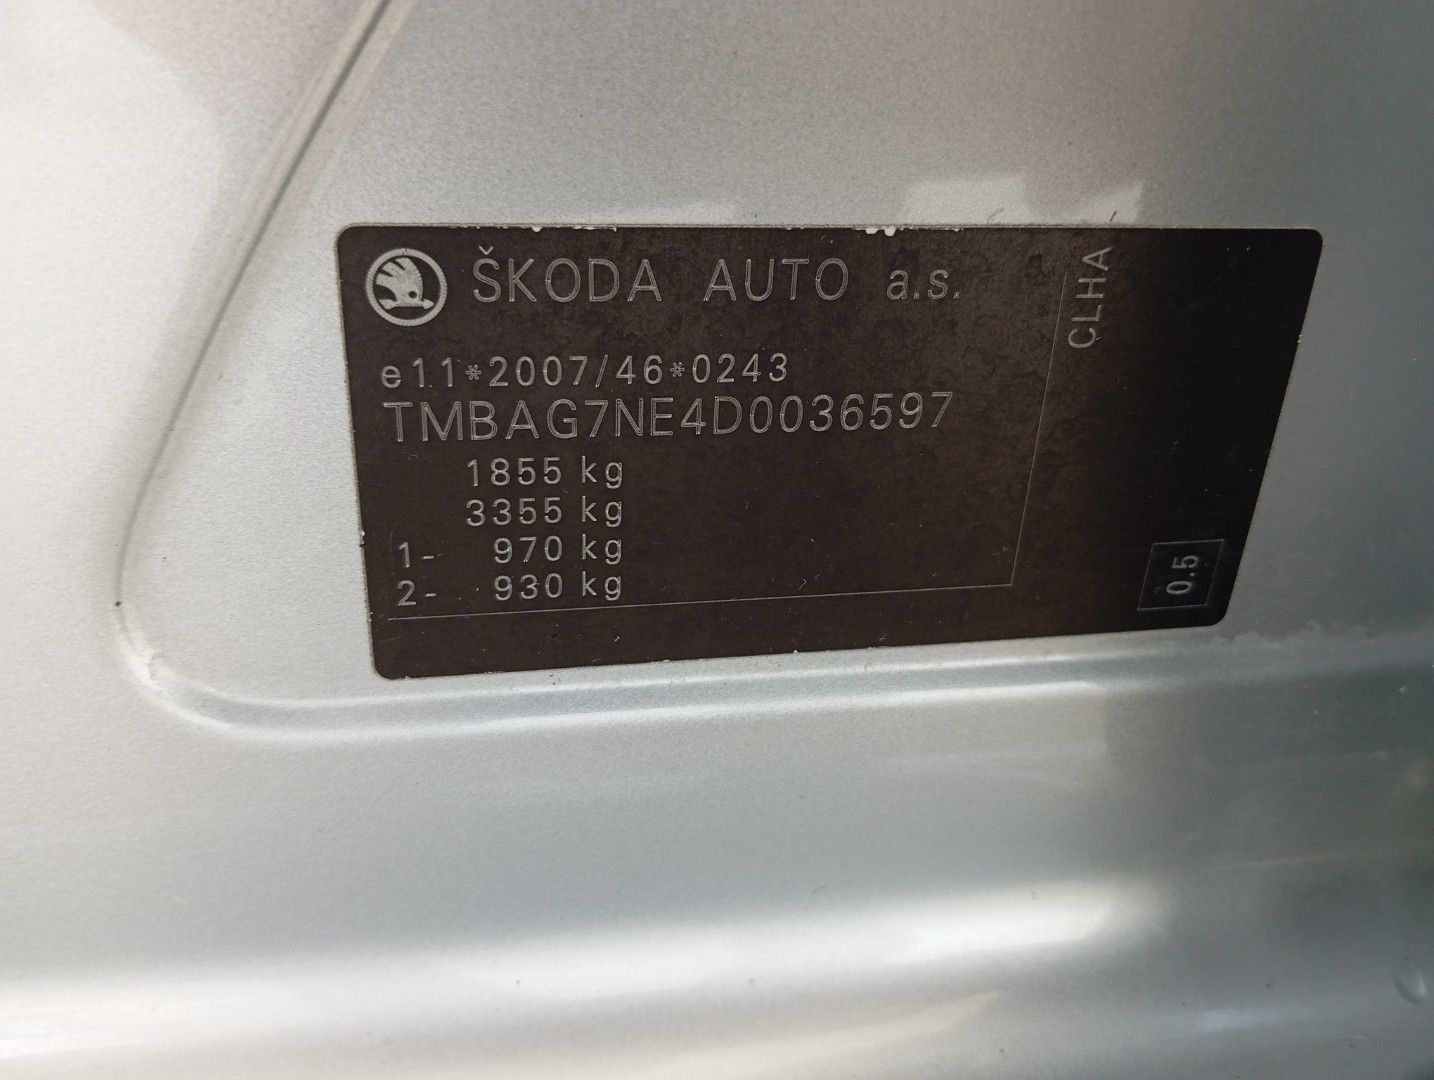 ŠKODA AUTO a.s.
e11*2007/46*0243
TMBAG7NE4D0036597
1855 kg
3355 kg
1- 970 kg
2- 930 kg
CLHA
0.5